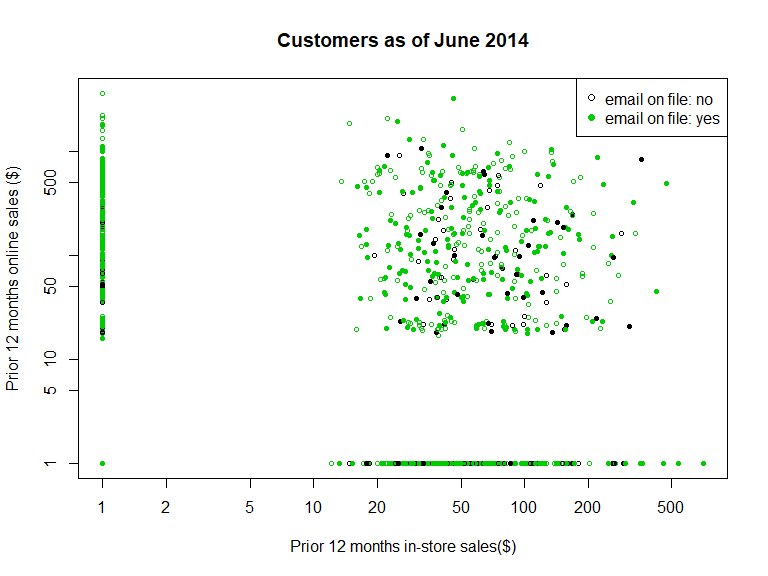 Customers as of June 2014
email on file: no
email on file: yes
Prior 12 months online sales ($)
500
50
10
5
1
1
2
5
10
20
50
100
200
500
Prior 12 months in-store sales($)